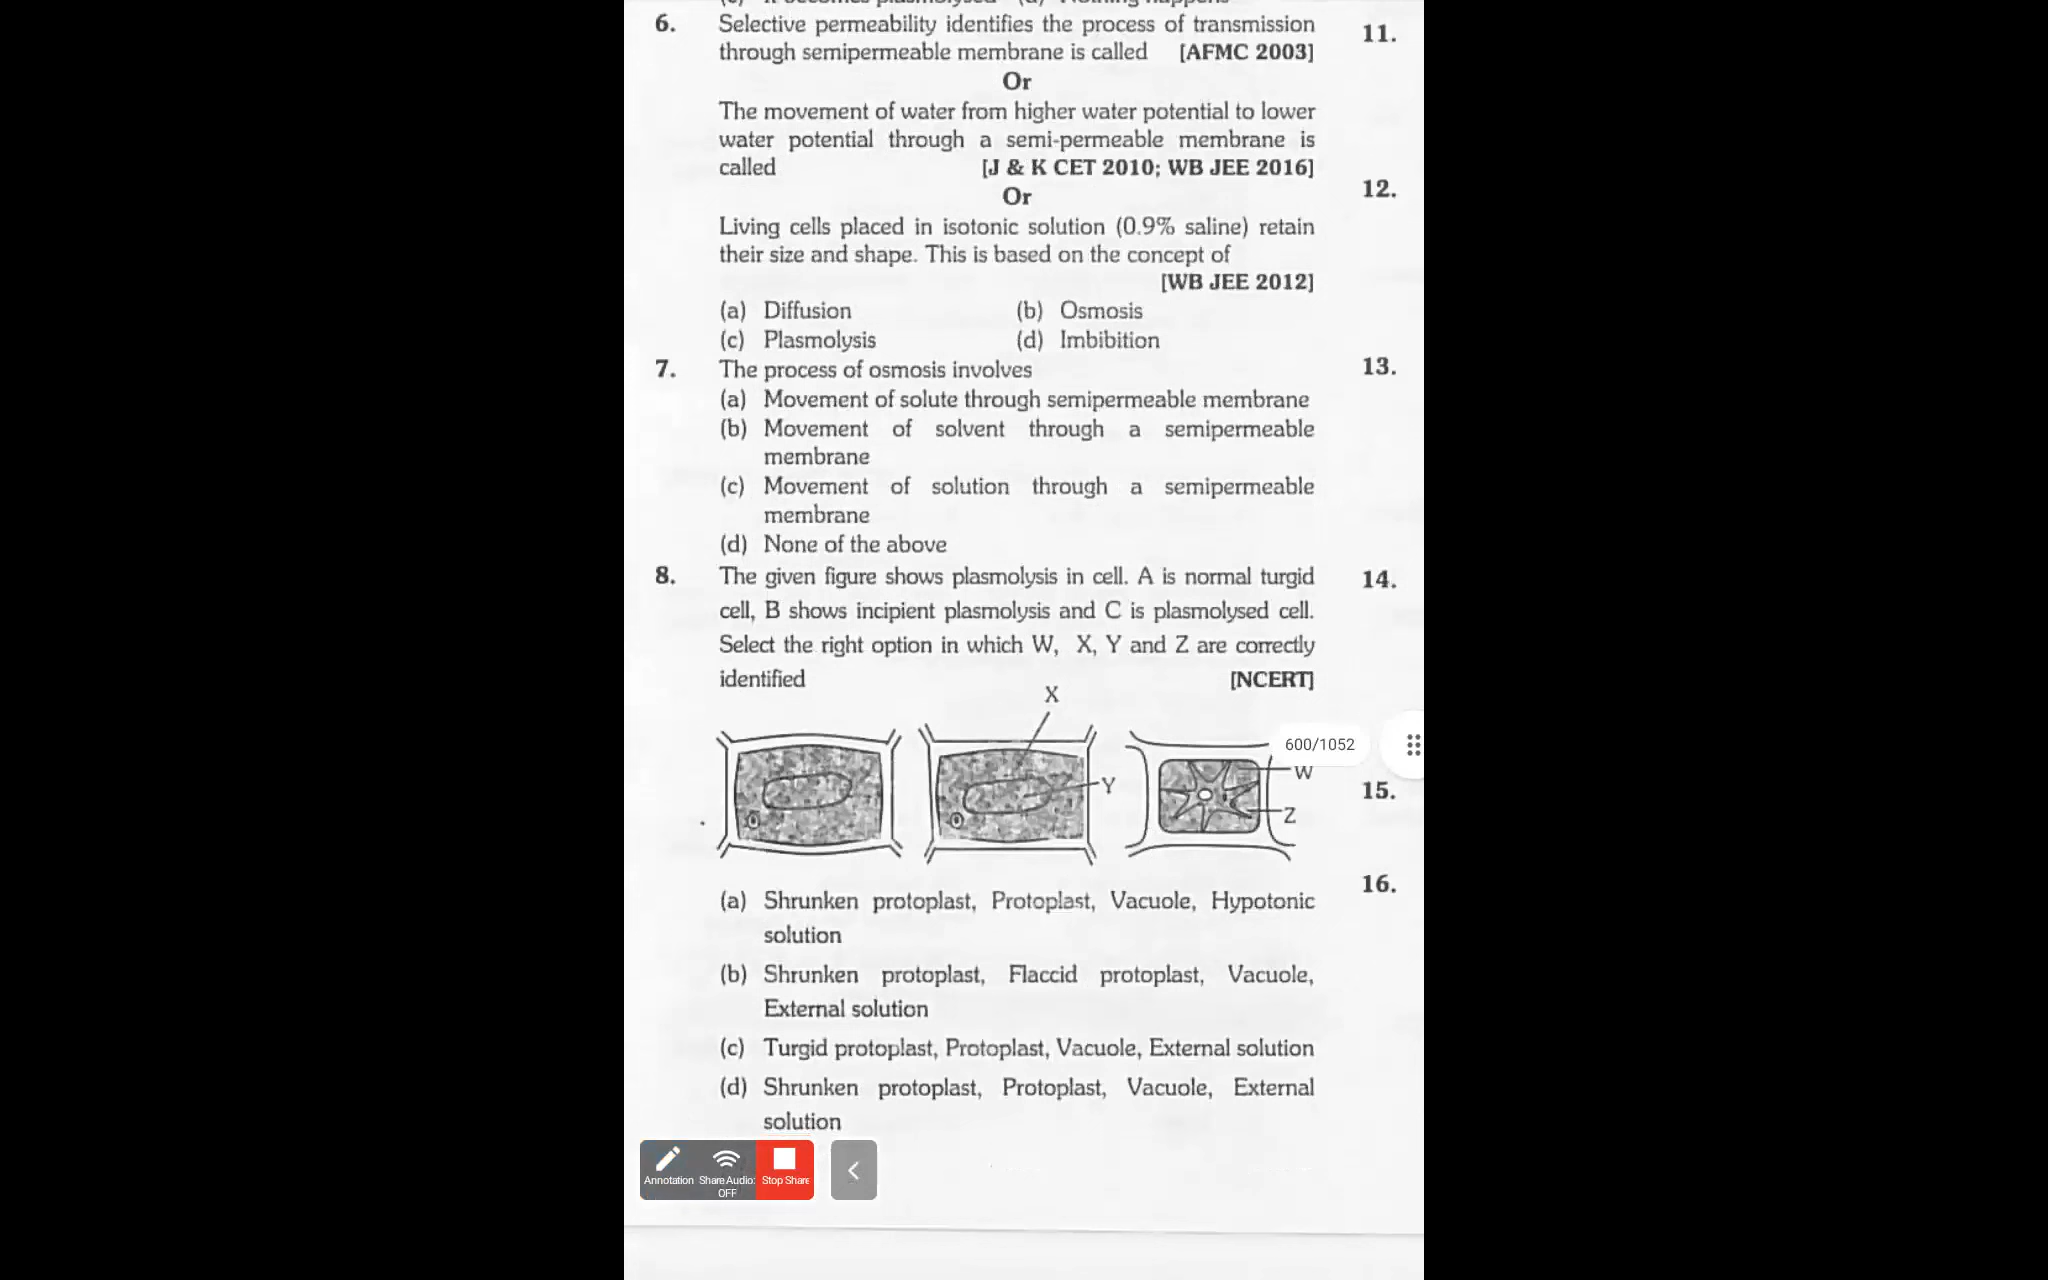 (c) It becomes plasmolysed (d) Nothing happens
6. Selective permeability identifies the process of transmission
through semipermeable membrane is called [AFMC 2003]
Or
The movement of water from higher water potential to lower
water potential through a semi-permeable membrane is
called [J & K CET 2010; WB JEE 2016]
Or
Living cells placed in isotonic solution (0.9% saline) retain
their size and shape. This is based on the concept of
[WB JEE 2012]
(a) Diffusion (b) Osmosis
(c) Plasmolysis (d) Imbibition
7. The process of osmosis involves
(a) Movement of solute through semipermeable membrane
(b) Movement of solvent through a semipermeable
membrane
(c) Movement of solution through a semipermeable
membrane
(d) None of the above
8. The given figure shows plasmolysis in cell. A is normal turgid
cell, B shows incipient plasmolysis and C is plasmolysed cell.
Select the right option in which W, X, Y and Z are correctly
identified [NCERT]
X
Y
W
Z
(a) Shrunken protoplast, Protoplast, Vacuole, Hypotonic
solution
(b) Shrunken protoplast, Flaccid protoplast, Vacuole,
External solution
(c) Turgid protoplast, Protoplast, Vacuole, External solution
(d) Shrunken protoplast, Protoplast, Vacuole, External
solution
11.
12.
13.
14.
600/1052
15.
16.
Annotation Share Audio: Stop Share
OFF